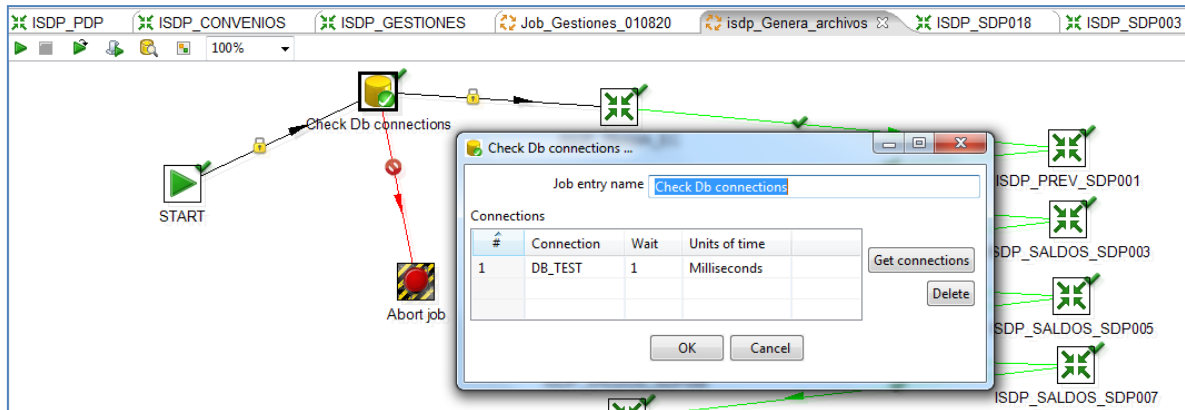 ISDP_PDP
ISDP_CONVENIOS
ISDP_GESTIONES
Job_Gestiones_010820
isdp_Genera_archivos
ISDP_SDP018
ISDP_SDP003
100%
Check Db connections
START
Abort job
Check Db connections ...
Job entry name
Check Db connections
Connections
# Connection Wait Units of time
1 DB_TEST 1 Milliseconds
Get connections
Delete
OK
Cancel
ISDP_PREV_SDP001
SDP_SALDOS_SDP003
SDP_SALDOS_SDP005
ISDP_SALDOS_SDP007